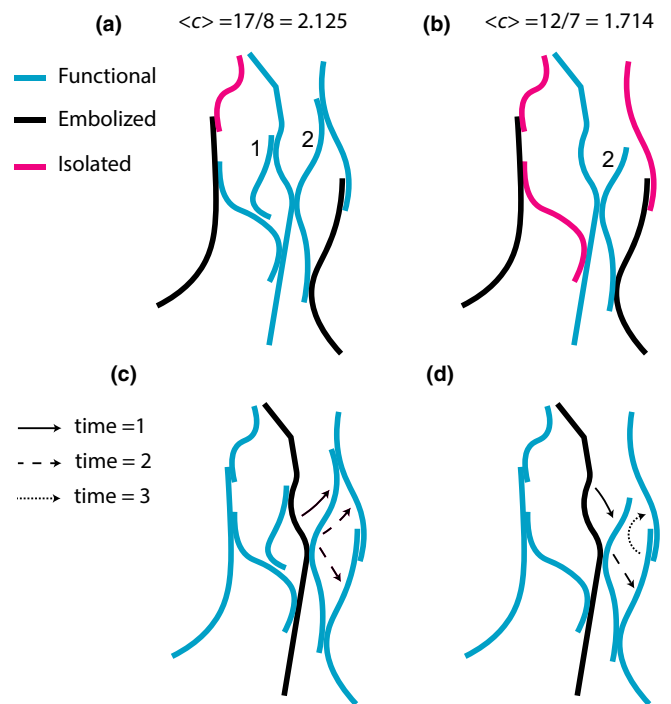 (a) <c> =17/8 = 2.125
(b) <c> =12/7 = 1.714
Functional
Embolized
Isolated
1
2
2
(c)
(d)
time =1
time = 2
time = 3